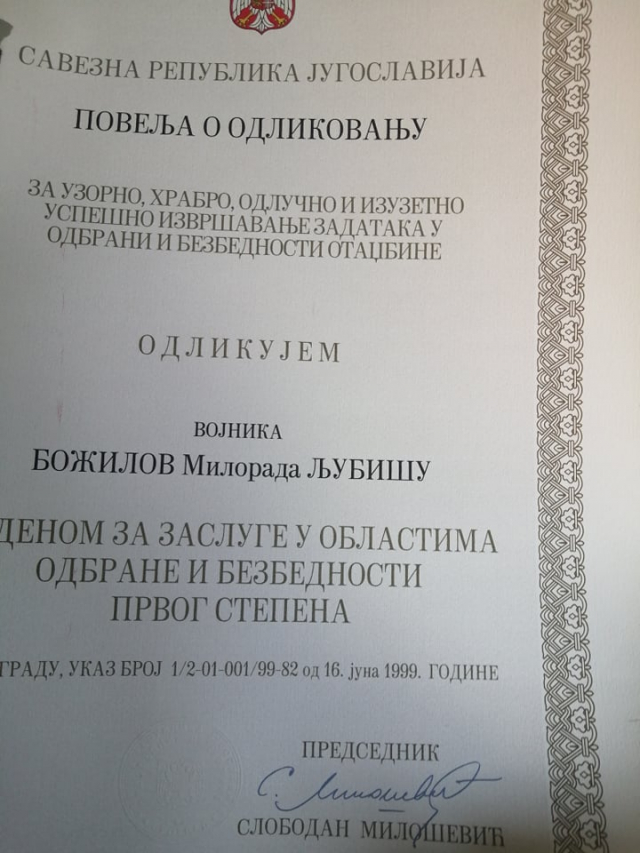 САВЕЗНА РЕПУБЛИКА ЈУГОСЛАВИЈА
ПОВЕЉА О ОДЛИКОВАЊУ
ЗА УЗОРНО, ХРАБРО, ОДЛУЧНО И ИЗУЗЕТНО
УСПЕШНО ИЗВРШАВАЊЕ ЗАДАТАКА У
ОДБРАНИ И БЕЗБЕДНОСТИ ОТАЏБИНЕ
ОДЛИКУЈЕМ
ВОЈНИКА
БОЖИЛОВ Милорада ЉУБИШУ
ДЕНОМ ЗА ЗАСЛУГЕ У ОБЛАСТИМА
ОДБРАНЕ И БЕЗБЕДНОСТИ
ПРВОГ СТЕПЕНА
ГРАДУ, УКАЗ БРОЈ 1/2-01-001/99-82 од 16. јуна 1999. ГОДИНЕ
ПРЕДСЕДНИК
С. Милошевић
СЛОБОДАН МИЛОШЕВИЋ